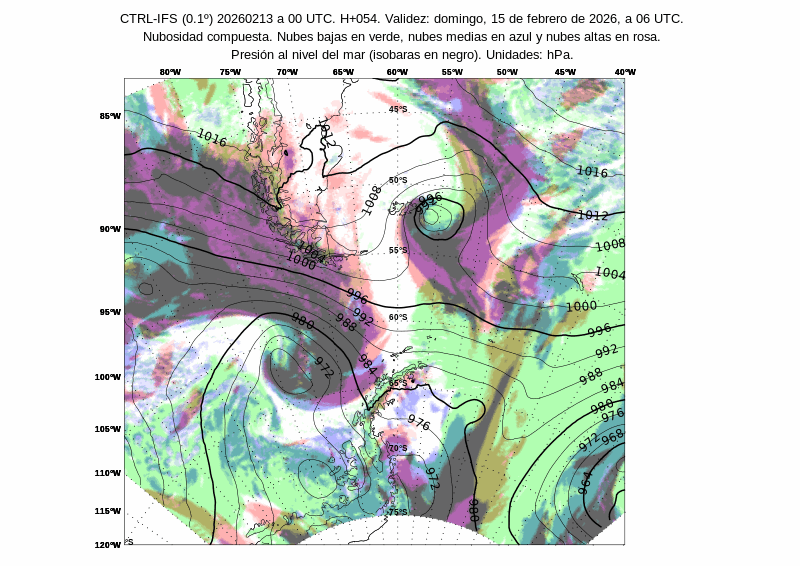 CTRL-IFS (0.1º) 20260213 a 00 UTC. H+054. Validez: domingo, 15 de febrero de 2026, a 06 UTC.
Nubosidad compuesta. Nubes bajas en verde, nubes medias en azul y nubes altas en rosa.
Presión al nivel del mar (isobaras en negro). Unidades: hPa.
80ºW 75ºW 70ºW 65ºW 60ºW 55ºW 50ºW 45ºW 40ºW
45ºS
85ºW
1016
1012
1016
50ºS
1008
996
1012
90ºW
1008
55ºS
1004
1000
1004
996
1000
95ºW
992
60ºS
980
988
996
992
984
972
988
100ºW
65ºS
984
980
976
976
105ºW
972
968
70ºS
110ºW
972
964
115ºW
75ºS
980
120ºW
ºS